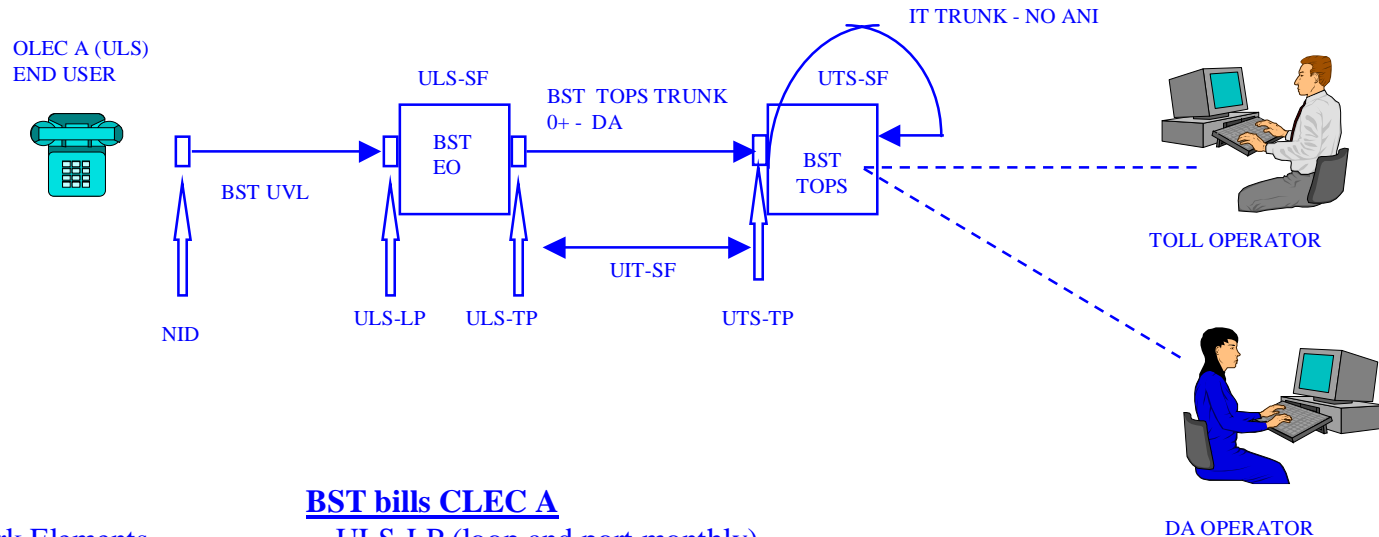 IT TRUNK - NO ANI
OLEC A (ULS)
END USER
ULS-SF
UTS-SF
BST TOPS TRUNK
0+ - DA
BST
EO
BST
TOPS
BST UVL
TOLL OPERATOR
UIT-SF
NID
ULS-LP
ULS-TP
UTS-TP
BST bills CLEC A
DA OPERATOR